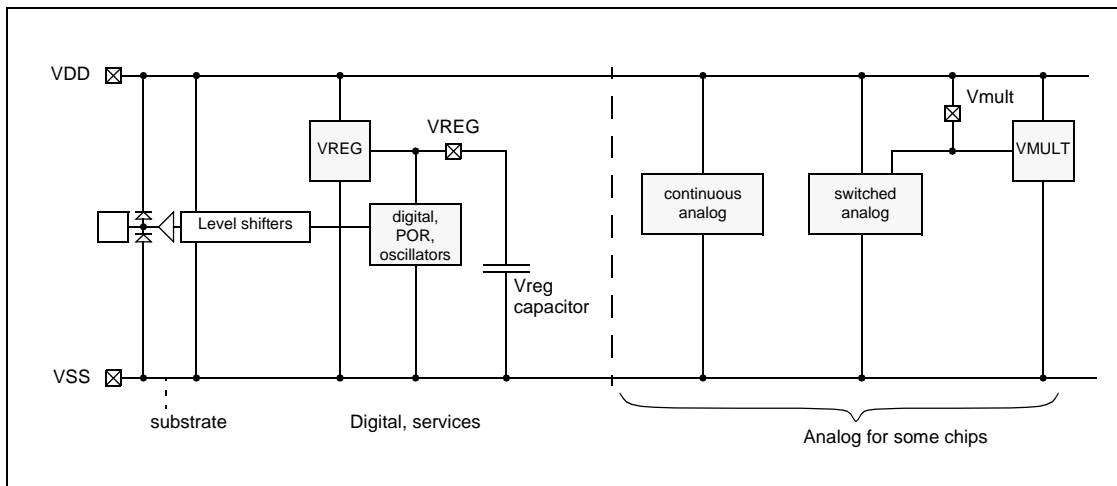 VDD
Vmult
VREG
VREG
VMULT
continuous
analog
switched
analog
Level shifters
digital,
POR,
oscillators
Vreg
capacitor
VSS
substrate
Digital, services
Analog for some chips